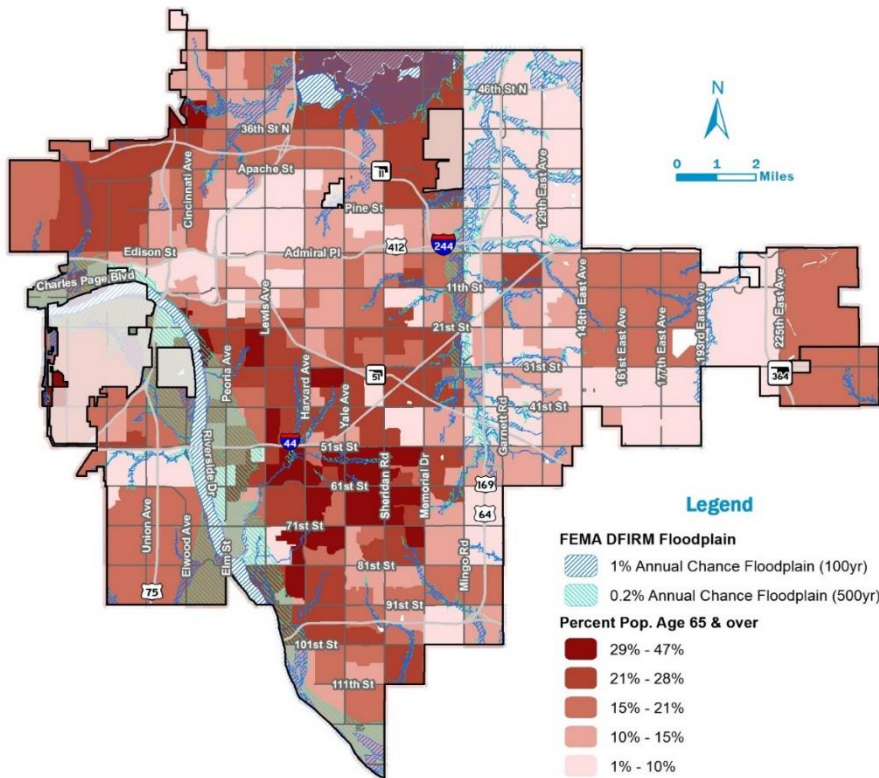 46th St N
N
36th St N
0 1 2
Miles
Cincinnati Ave
Apache St
11
129th East Ave
Pine St
Edison St
Admiral Pl
412
244
Charles Page Blvd
11th St
Lewis Ave
21st St
145th East Ave
161st East Ave
177th East Ave
193rd East Ave
225th East Ave
Peoria Ave
Harvard Ave
Yale Ave
51
31st St
364
41st St
Garnett Rd
Riverside Dr
44
51st St
Sheridan Rd
Memorial Dr
61st St
169
64
Union Ave
Elwood Ave
Elm St
71st St
Mingo Rd
81st St
75
91st St
101st St
111th St
Legend
FEMA DFIRM Floodplain
1% Annual Chance Floodplain (100yr)
0.2% Annual Chance Floodplain (500yr)
Percent Pop. Age 65 & over
29% - 47%
21% - 28%
15% - 21%
10% - 15%
1% - 10%